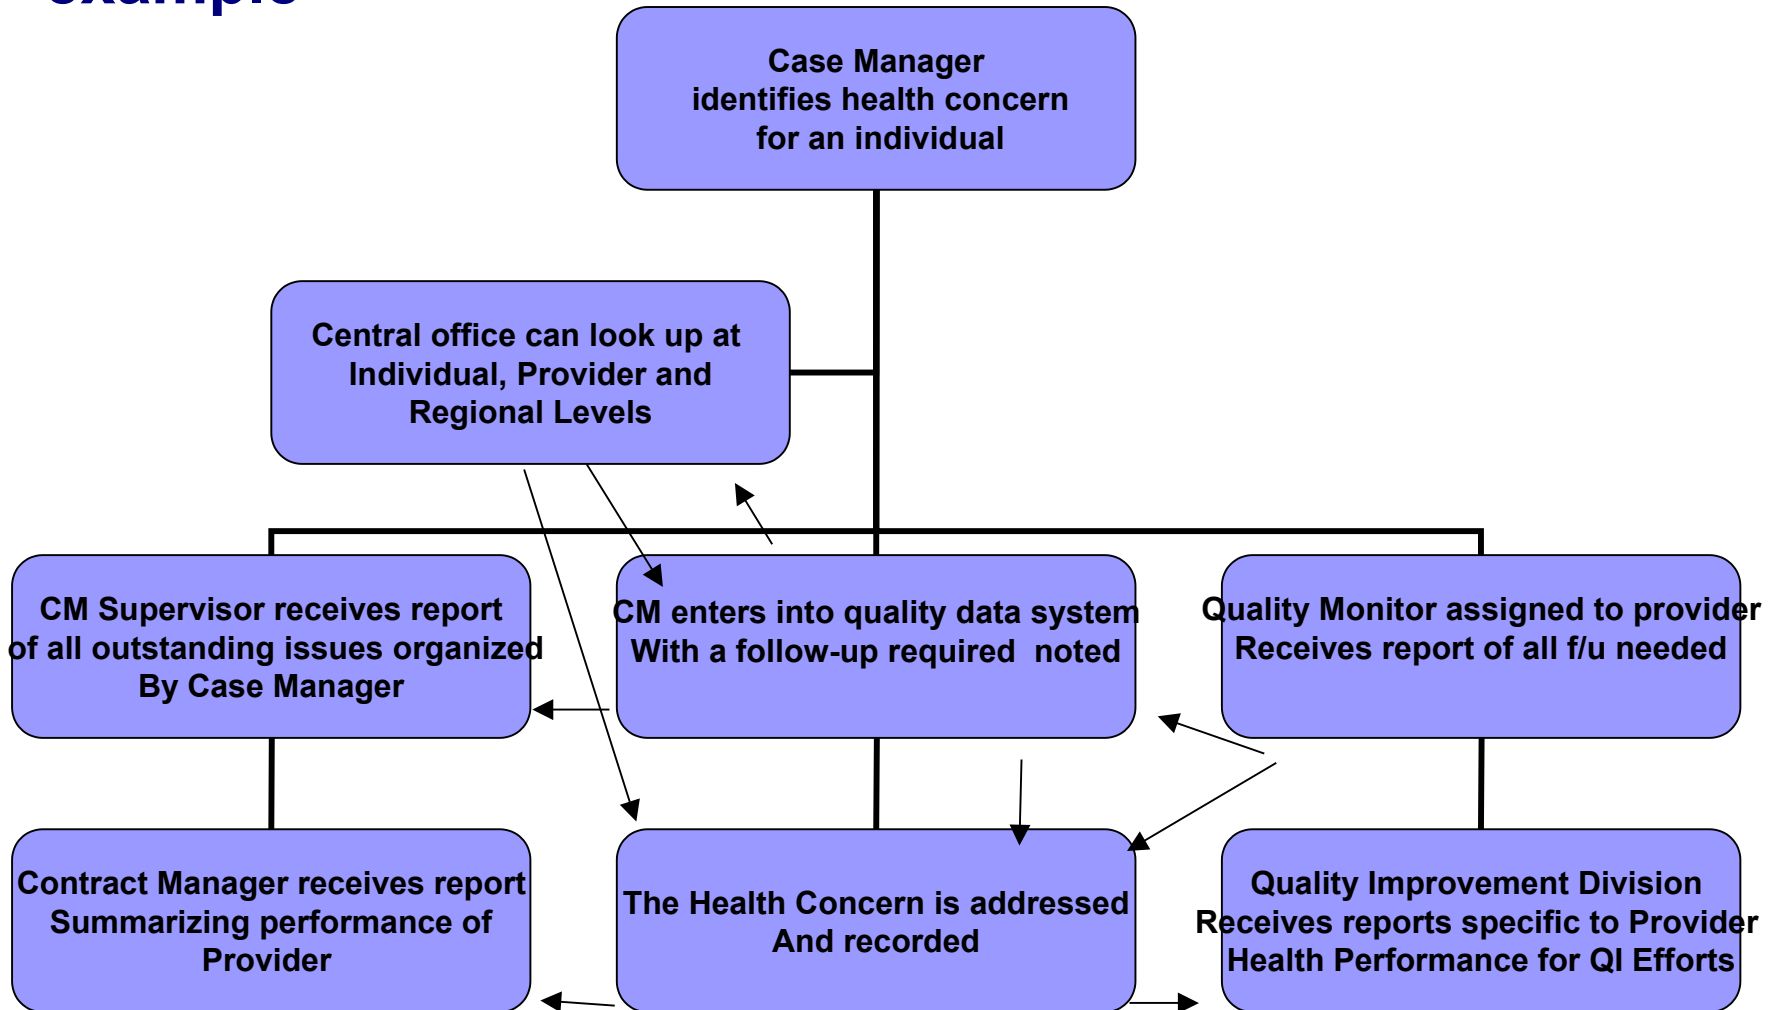 example
Case Manager
identifies health concern
for an individual
Central office can look up at
Individual, Provider and
Regional Levels
CM Supervisor receives report
of all outstanding issues organized
By Case Manager
CM enters into quality data system
With a follow-up required noted
Quality Monitor assigned to provider
Receives report of all f/u needed
Contract Manager receives report
Summarizing performance of
Provider
The Health Concern is addressed
And recorded
Quality Improvement Division
Receives reports specific to Provider
Health Performance for QI Efforts